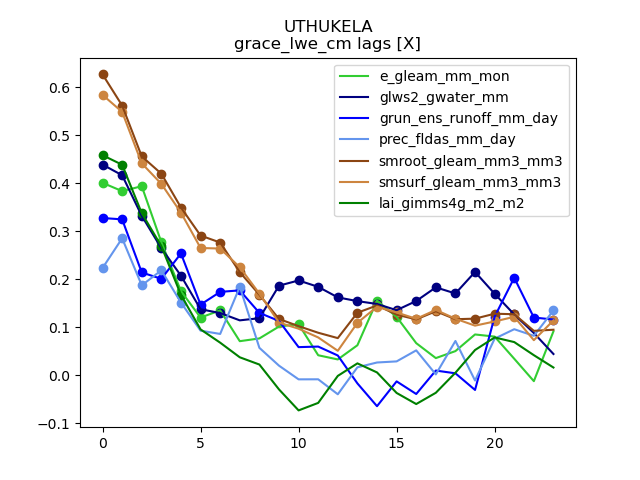 UTHUKELA
grace_lwe_cm lags [X]
e_gleam_mm_mon
glws2_gwater_mm
grun_ens_runoff_mm_day
prec_fldas_mm_day
smroot_gleam_mm3_mm3
smsurf_gleam_mm3_mm3
lai_gimms4g_m2_m2
0.6
0.5
0.4
0.3
0.2
0.1
0.0
−0.1
0 5 10 15 20